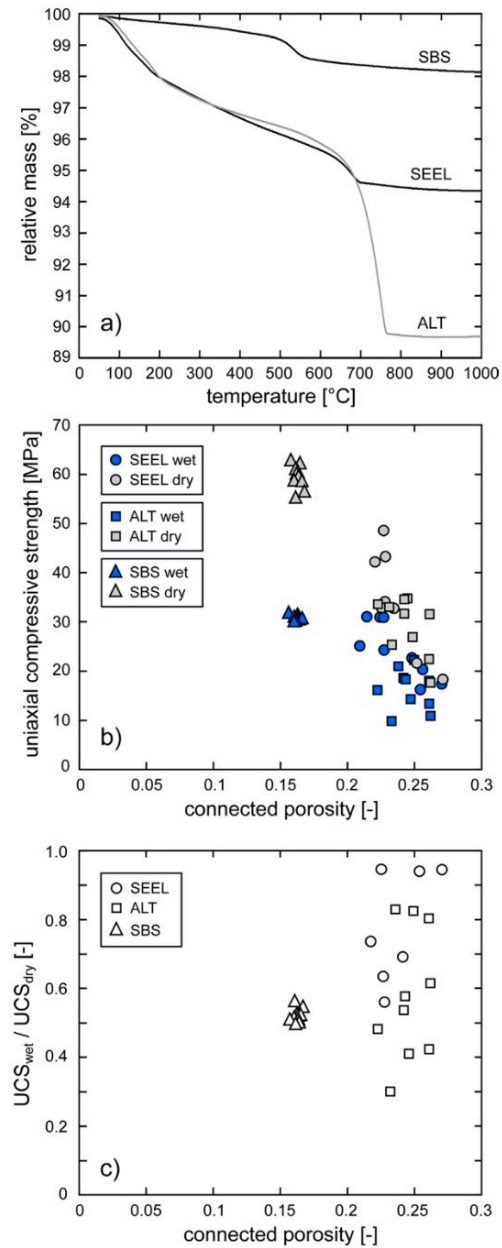 100
99
98
97
96
95
94
93
92
91
90
89
relative mass [%]
SBS
SEEL
ALT
a)
0 100 200 300 400 500 600 700 800 900 1000
temperature [°C]
70
60
50
40
30
20
10
0
uniaxial compressive strength [MPa]
SEEL wet
SEEL dry
ALT wet
ALT dry
SBS wet
SBS dry
b)
0 0.05 0.1 0.15 0.2 0.25 0.3
connected porosity [-]
1.0
0.8
0.6
0.4
0.2
0
UCSwet / UCSdry [-]
SEEL
ALT
SBS
c)
0 0.05 0.1 0.15 0.2 0.25 0.3
connected porosity [-]